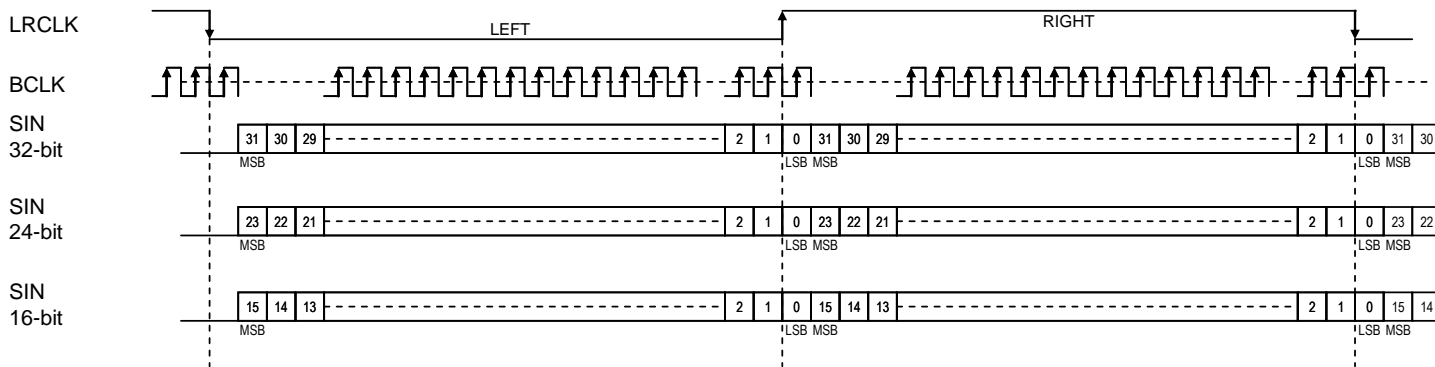 LRCLK
LEFT
RIGHT
BCLK
SIN
32-bit
31 30 29 2 1 0 31 30 29 2 1 0 31 30
MSB LSB MSB LSB MSB
SIN
24-bit
23 22 21 2 1 0 23 22 21 2 1 0 23 22
MSB LSB MSB LSB MSB
SIN
16-bit
15 14 13 2 1 0 15 14 13 2 1 0 15 14
MSB LSB MSB LSB MSB